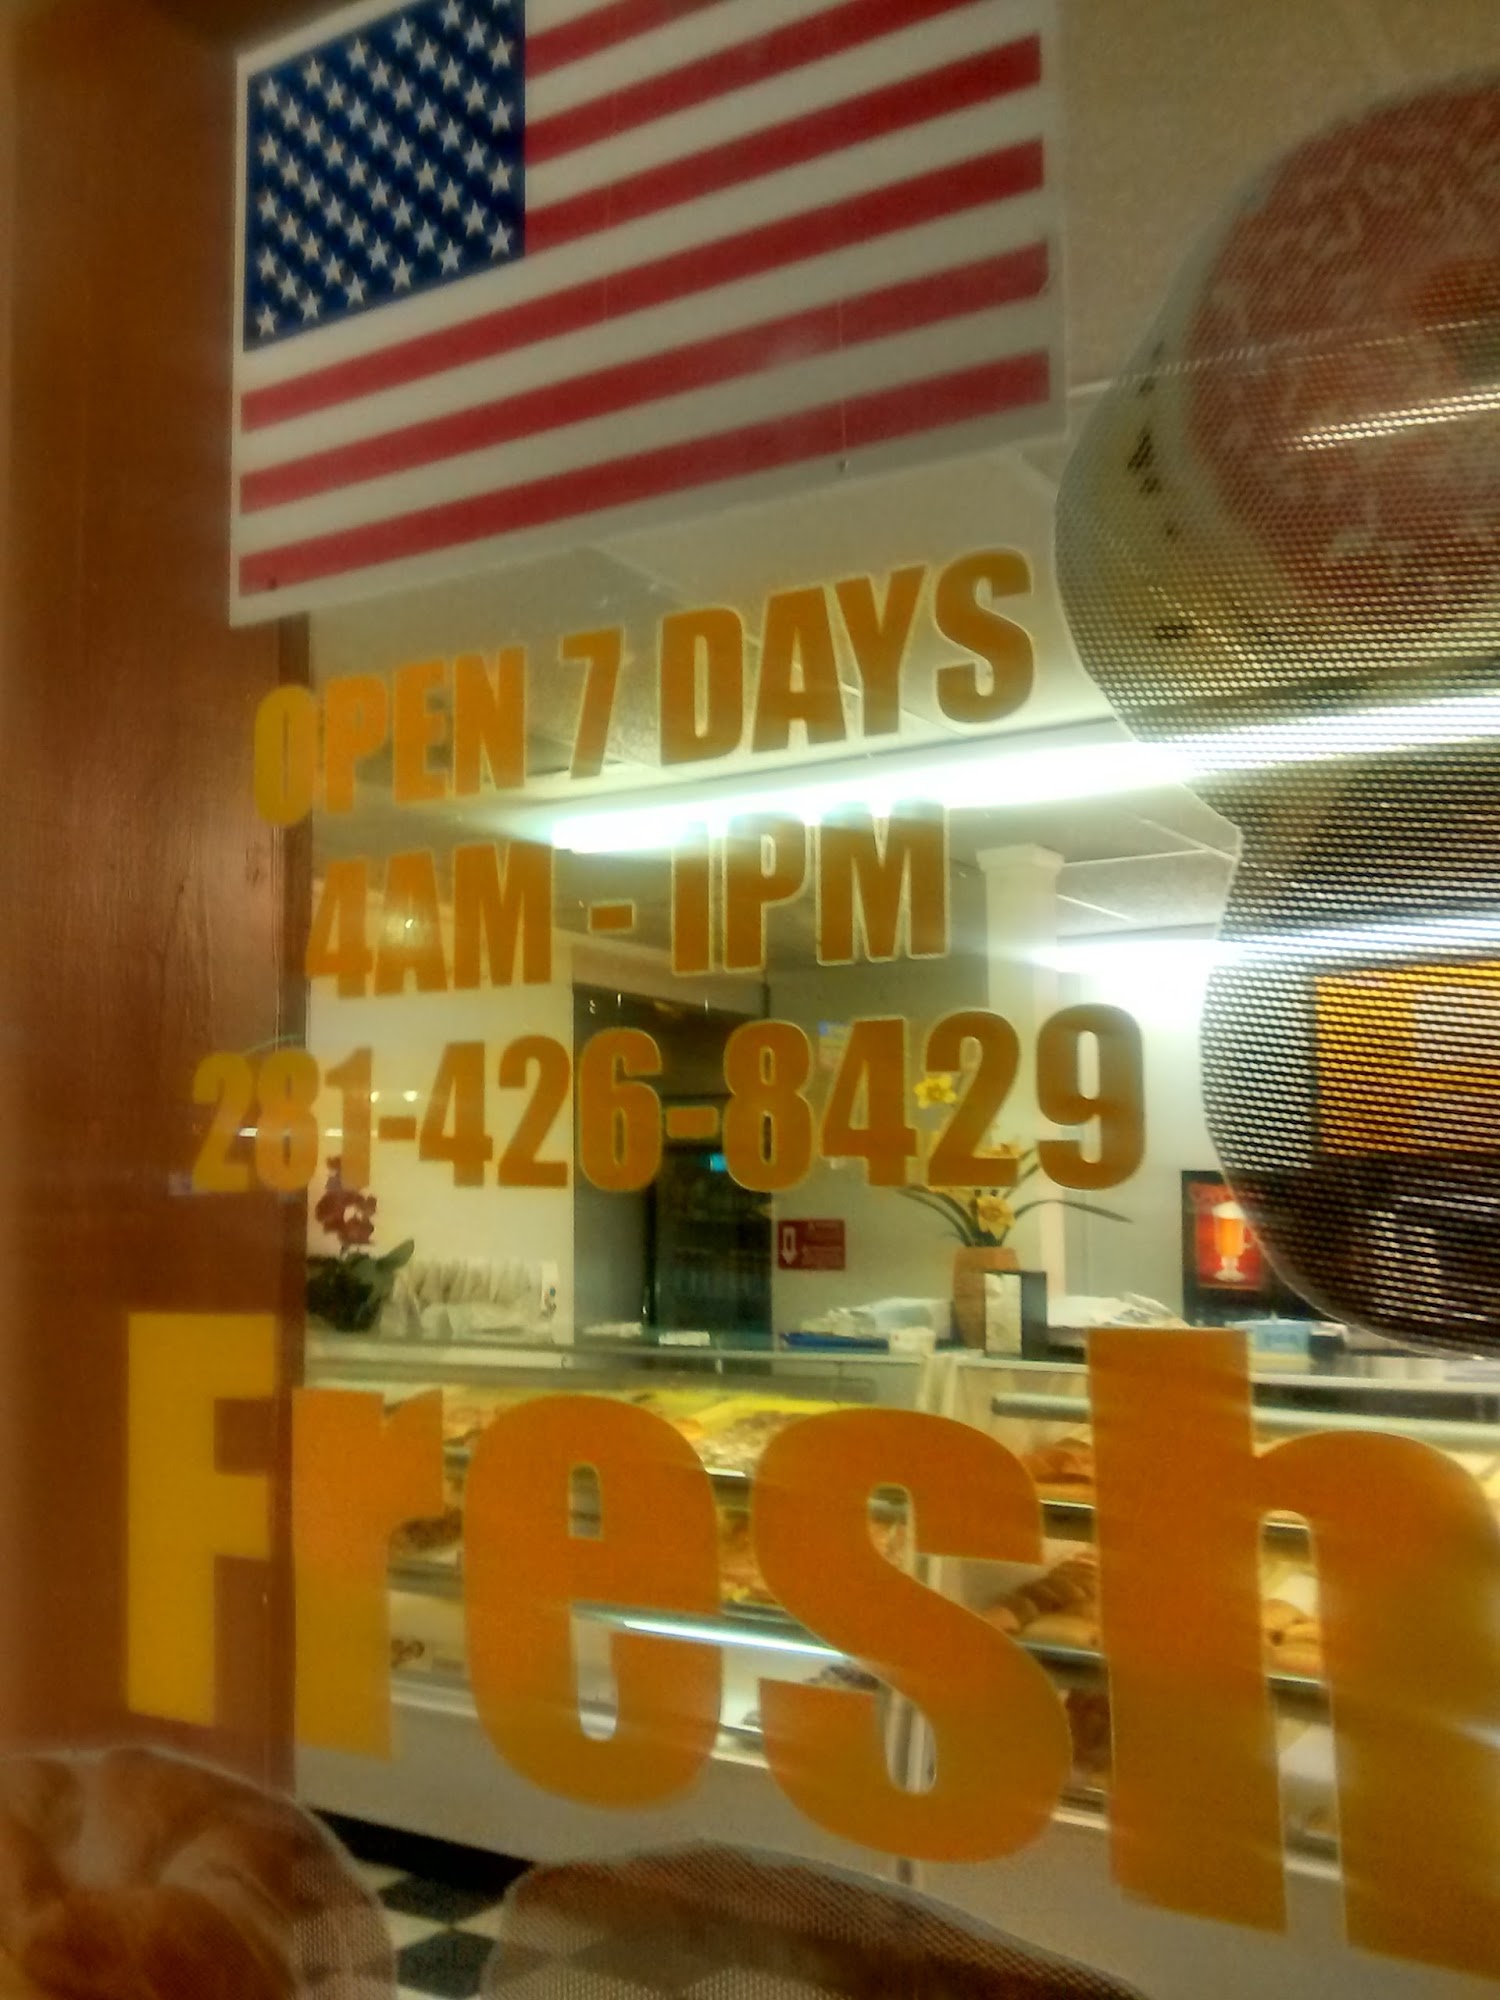 OPEN 7 DAYS
4AM - 1PM
281-426-8429
Fresh